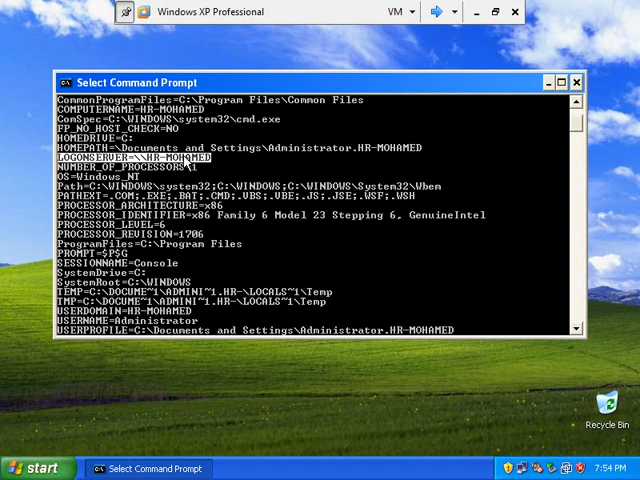 Windows XP Professional
VM
Select Command Prompt
CommonProgramFiles=C:\Program Files\Common Files
COMPUTERNAME=HR-MOHAMED
ComSpec=C:\WINDOWS\system32\cmd.exe
FP_NO_HOST_CHECK=NO
HOMEDRIVE=C:
HOMEPATH=\Documents and Settings\Administrator.HR-MOHAMED
LOGONSERVER=\\HR-MOHAMED
NUMBER_OF_PROCESSORS=1
OS=Windows_NT
Path=C:\WINDOWS\system32;C:\WINDOWS;C:\WINDOWS\System32\Wbem
PATHEXT=.COM;.EXE;.BAT;.CMD;.VBS;.VBE;.JS;.JSE;.WSF;.WSH
PROCESSOR_ARCHITECTURE=x86
PROCESSOR_IDENTIFIER=x86 Family 6 Model 23 Stepping 6, GenuineIntel
PROCESSOR_LEVEL=6
PROCESSOR_REVISION=1706
ProgramFiles=C:\Program Files
PROMPT=$P$G
SESSIONNAME=Console
SystemDrive=C:
SystemRoot=C:\WINDOWS
TEMP=C:\DOCUME~1\ADMINI~1.HR-\LOCALS~1\Temp
TMP=C:\DOCUME~1\ADMINI~1.HR-\LOCALS~1\Temp
USERDOMAIN=HR-MOHAMED
USERNAME=Administrator
USERPROFILE=C:\Documents and Settings\Administrator.HR-MOHAMED
Recycle Bin
start
Select Command Prompt
7:54 PM